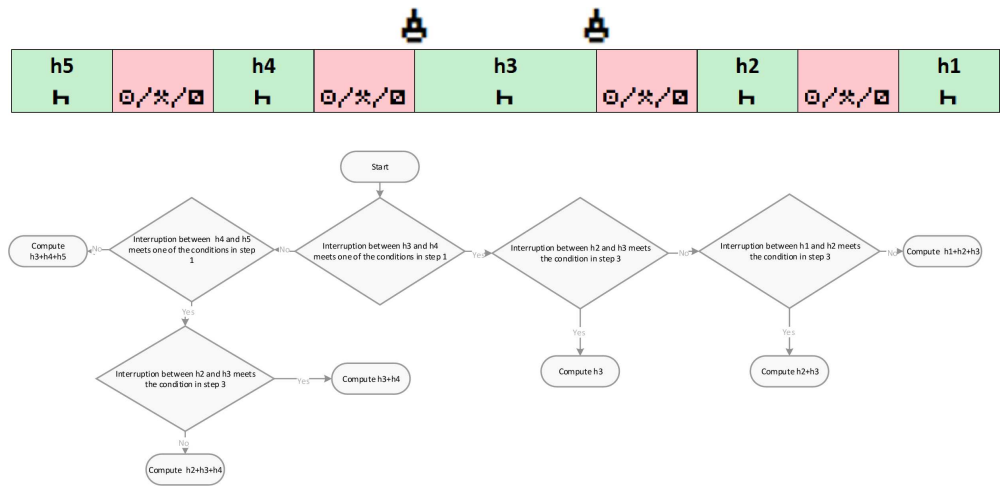 h5 h4 h3 h2 h1
Start
Interruption between h4 and h5
meets one of the conditions in step
1
Interruption between h3 and h4
meets one of the conditions in step 1
Interruption between h2 and h3 meets
the condition in step 3
Interruption between h1 and h2 meets
the condition in step 3
Compute
h3+h4+h5
No
No
Yes
No
No
Compute h1+h2+h3
Yes
Yes
Yes
Compute h3
Compute h2+h3
Interruption between h2 and h3 meets
the condition in step 3
Yes
Compute h3+h4
No
Compute h2+h3+h4